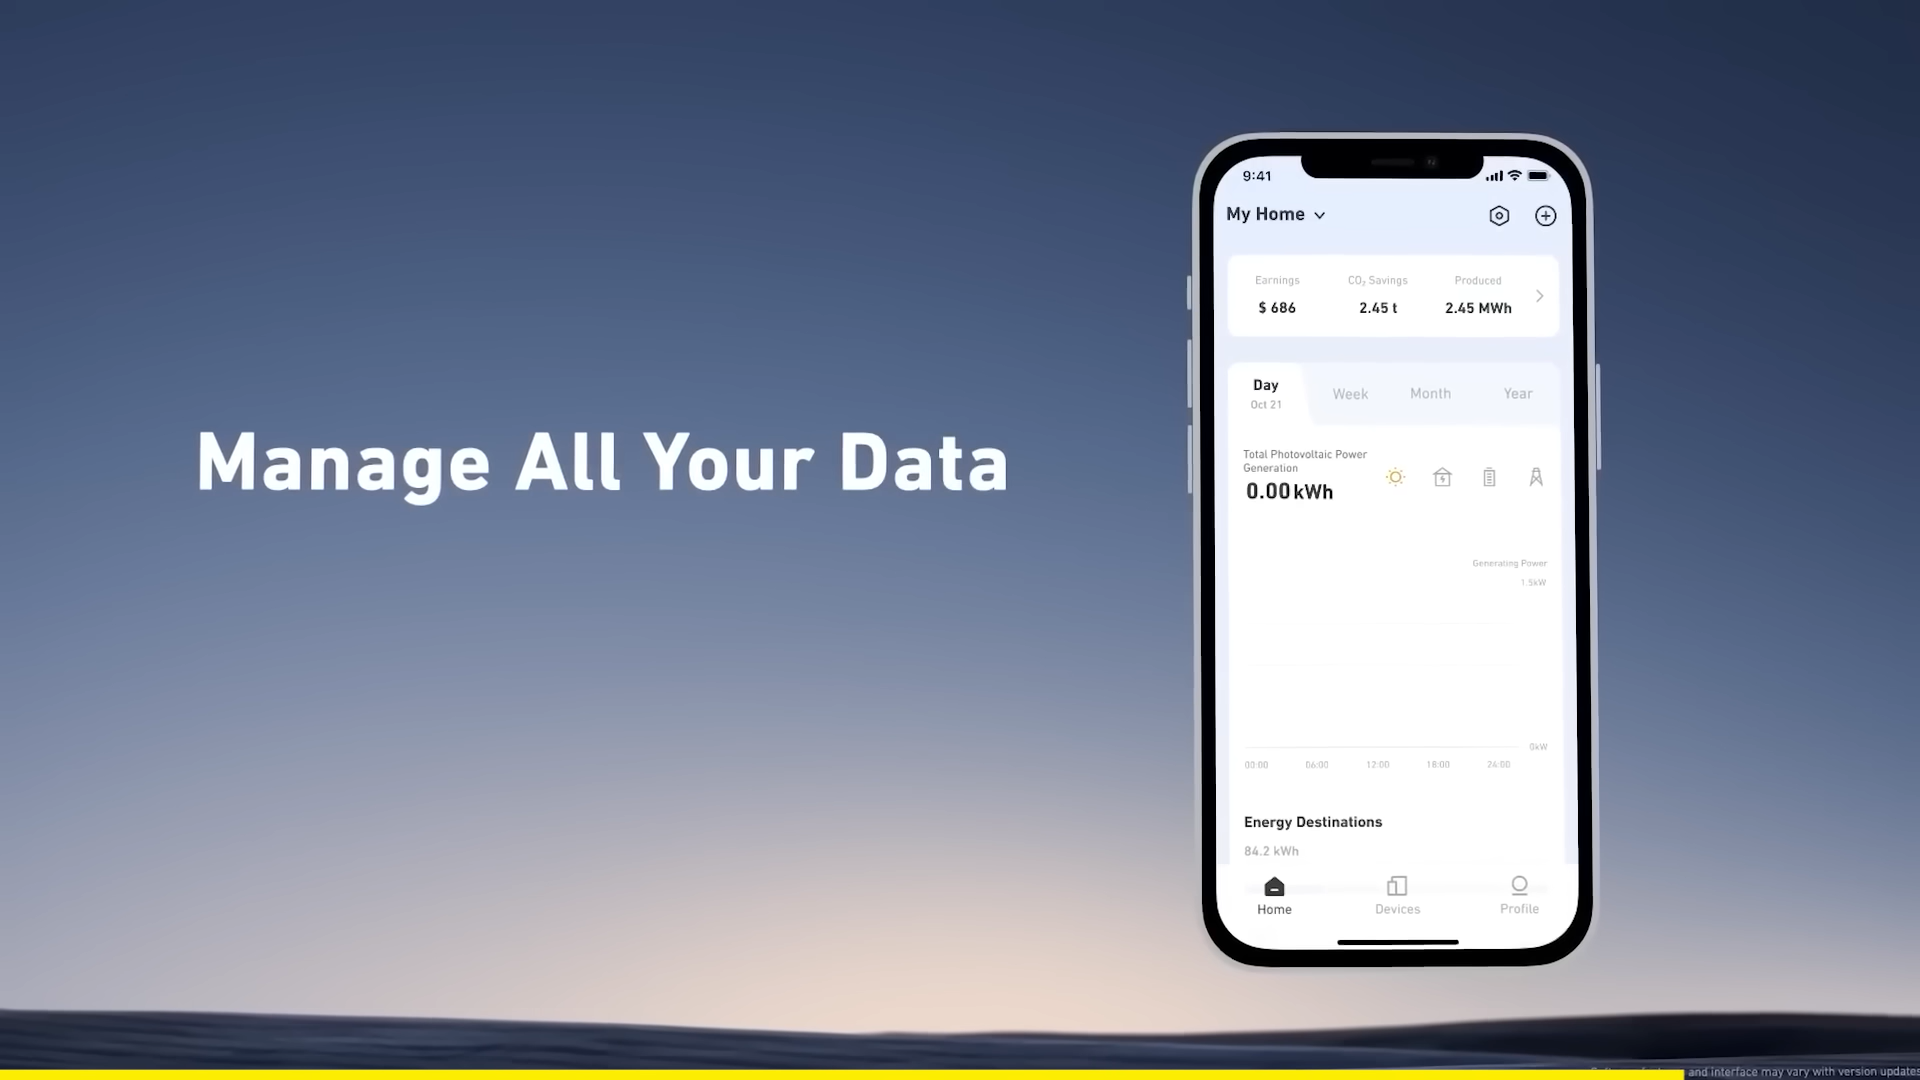 Manage All Your Data
9:41
My Home
Earnings
CO₂ Savings
Produced
$ 686
2.45 t
2.45 MWh
Day
Oct 21
Week
Month
Year
Total Photovoltaic Power
Generation
0.00 kWh
Generating Power
1.5kW
0kW
00:00
06:00
12:00
18:00
24:00
Energy Destinations
84.2 kWh
Home
Devices
Profile
and interface may vary with version updates